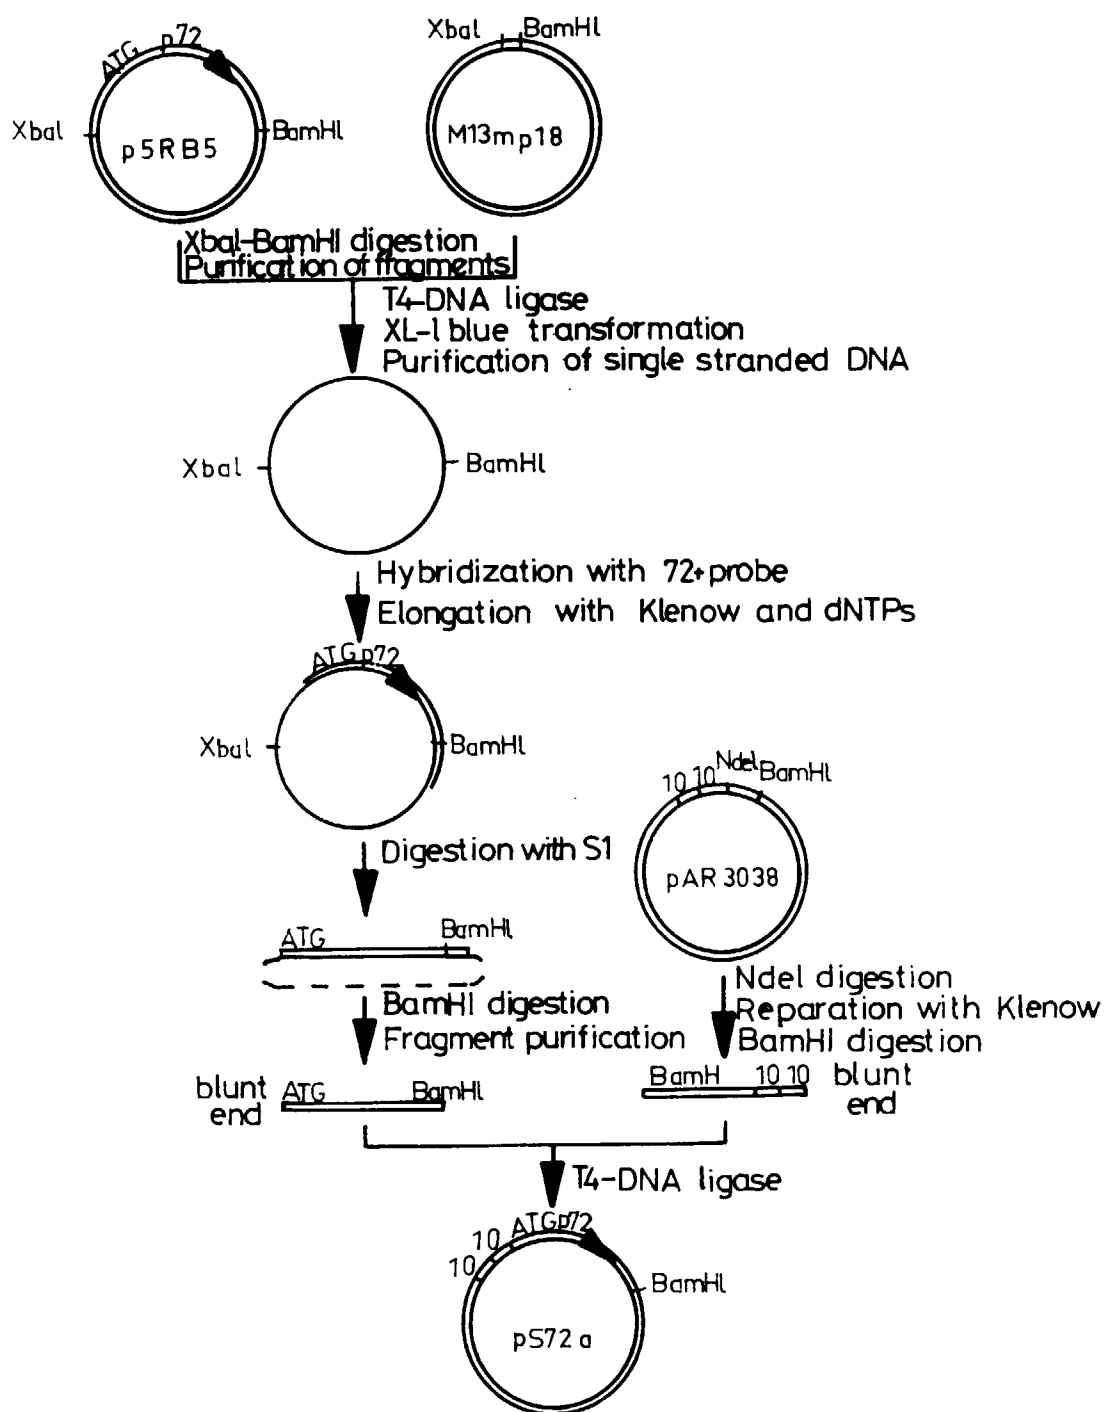 ATG p72
XbaI
BamHI
p5RB5
XbaI
BamHI
M13mp18
XbaI-BamHI digestion
Purification of fragments
T4-DNA ligase
XL-1 blue transformation
Purification of single stranded DNA
XbaI
BamHI
Hybridization with 72+probe
Elongation with Klenow and dNTPs
ATG p72
XbaI
BamHI
10 10 NdeI BamHI
pAR 3038
Digestion with S1
ATG
BamHI
BamHI digestion
Fragment purification
NdeI digestion
Reparation with Klenow
BamHI digestion
blunt end
ATG
BamHI
BamH
10 10
blunt end
T4-DNA ligase
10 10 ATGp72
BamHI
pS72a